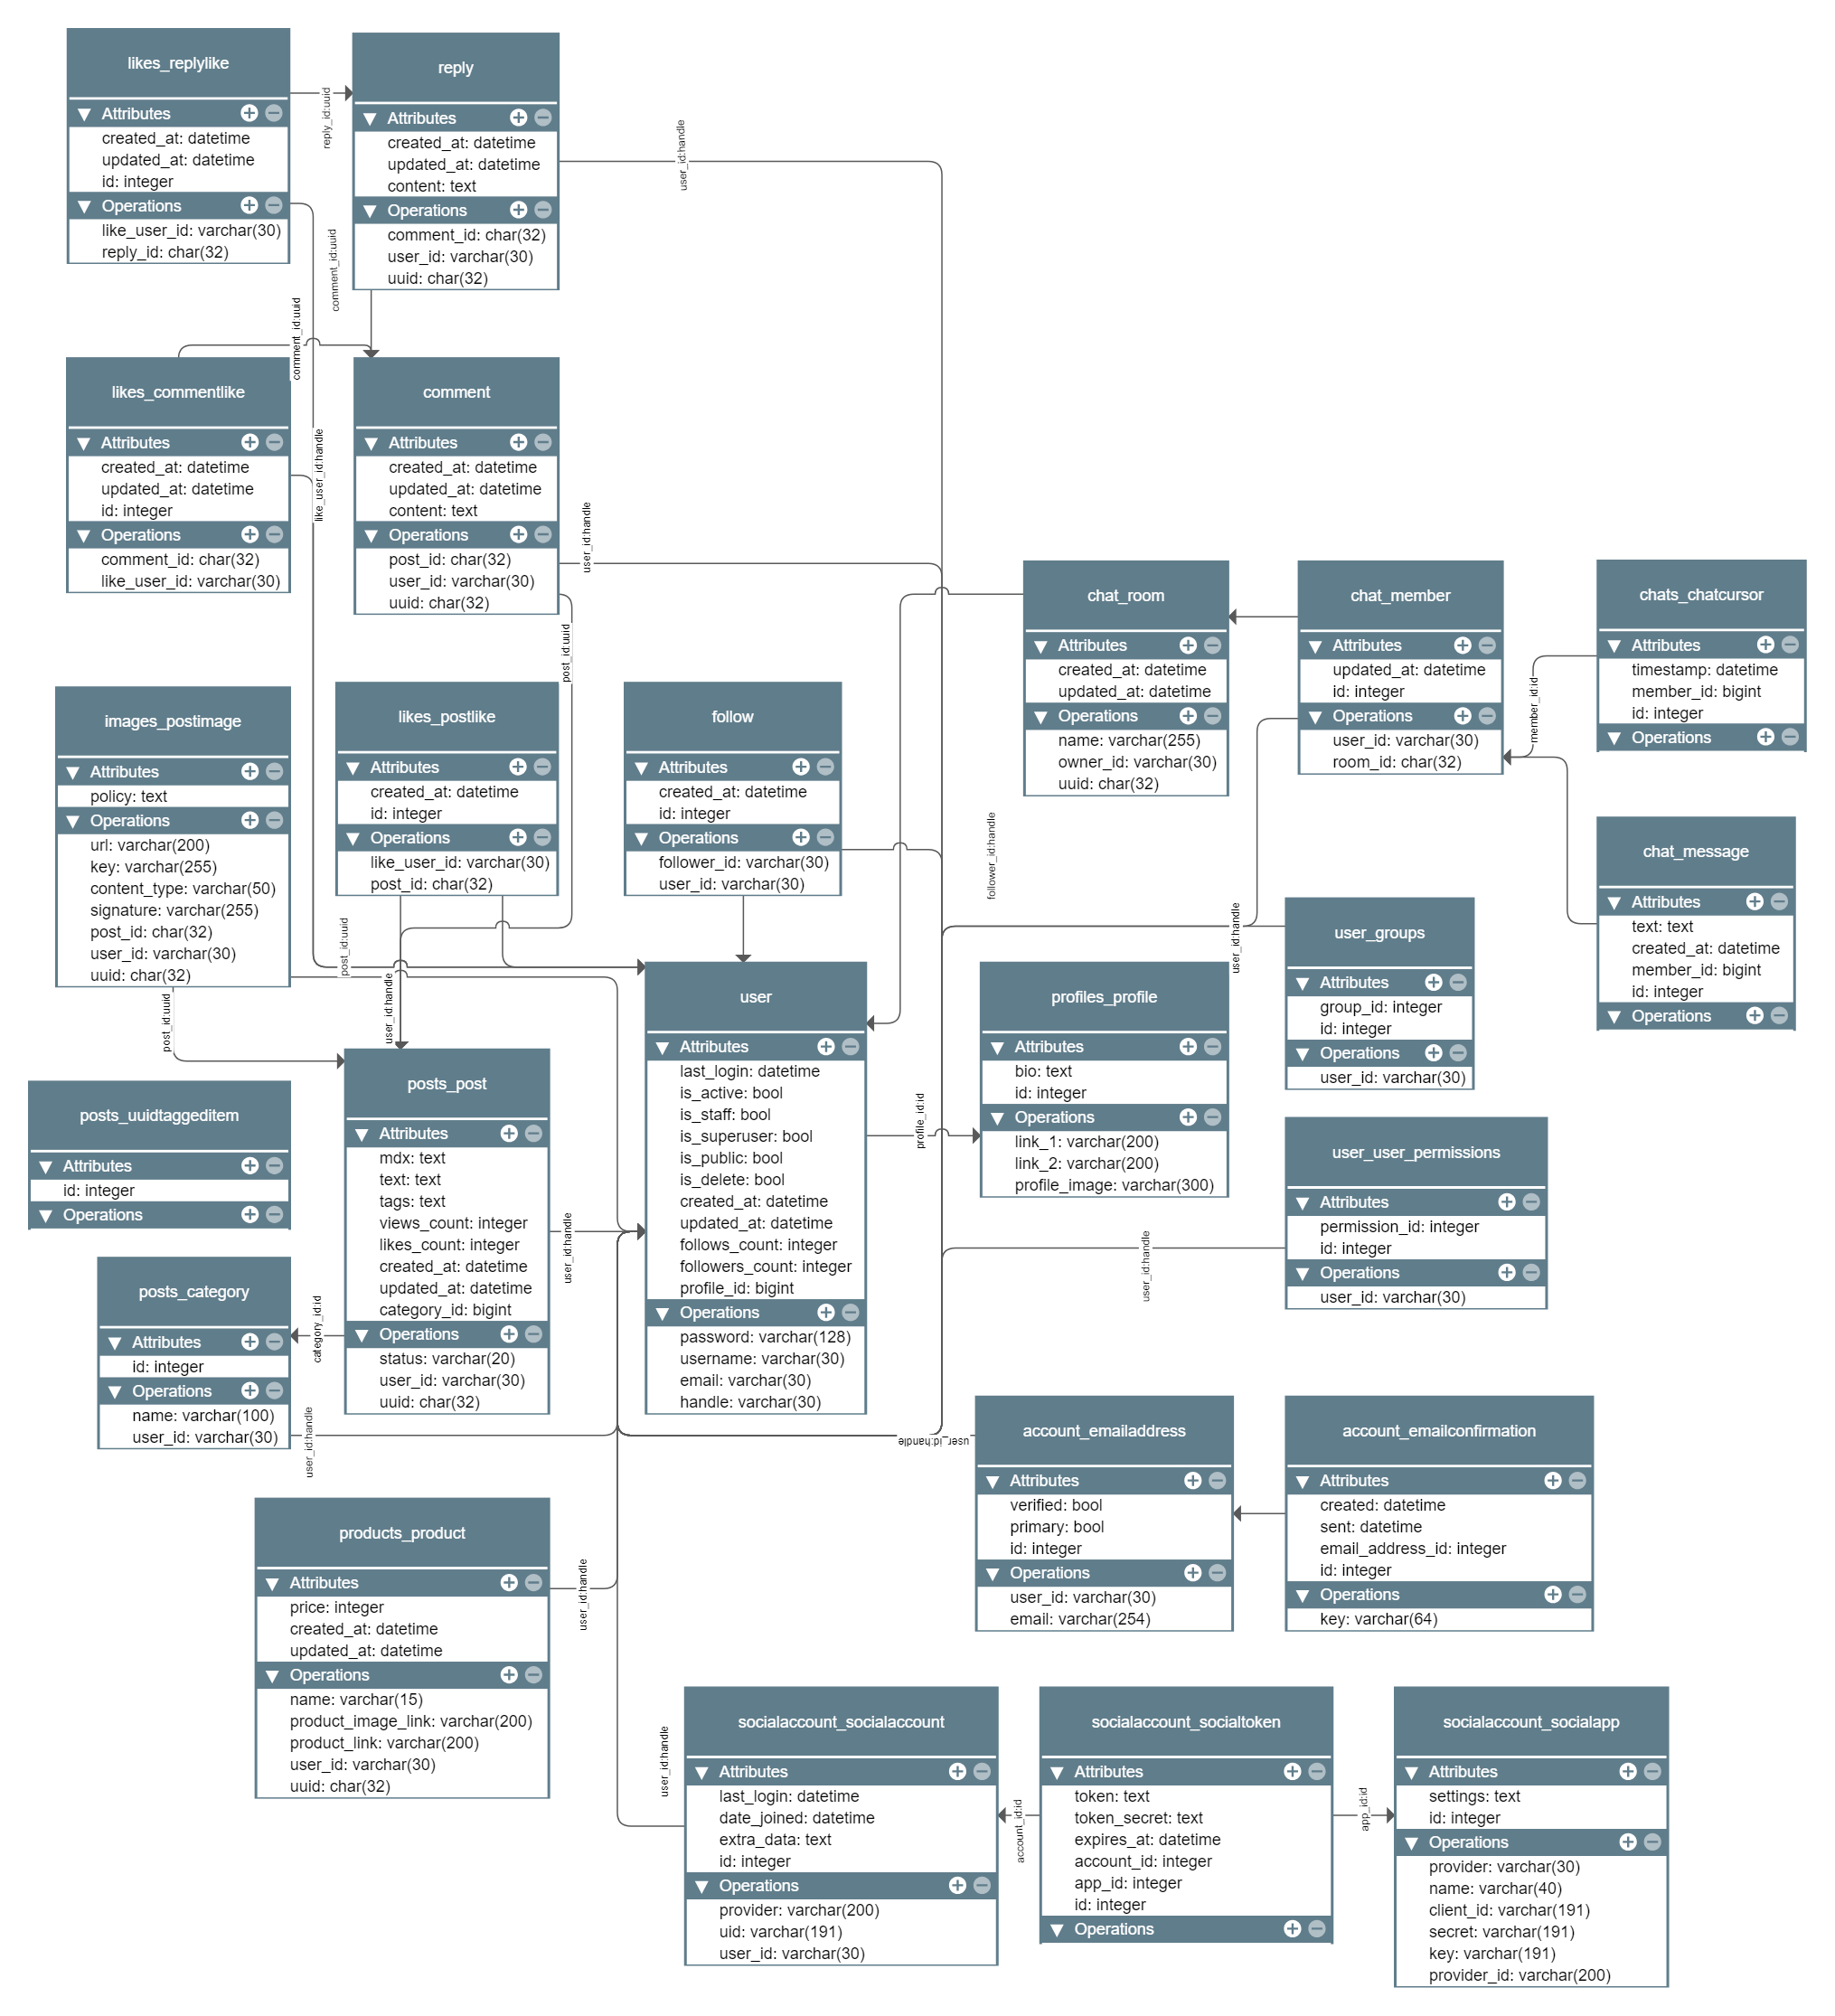 likes_replylike
Attributes
created_at: datetime
updated_at: datetime
id: integer
Operations
like_user_id: varchar(30)
reply_id: char(32)
reply_id:uuid
reply
Attributes
created_at: datetime
updated_at: datetime
content: text
Operations
comment_id: char(32)
user_id: varchar(30)
uuid: char(32)
user_id:handle
comment_id:uuid
comment_id:uuid
likes_commentlike
Attributes
created_at: datetime
updated_at: datetime
id: integer
Operations
comment_id: char(32)
like_user_id: varchar(30)
like_user_id:handle
comment
Attributes
created_at: datetime
updated_at: datetime
content: text
Operations
post_id: char(32)
user_id: varchar(30)
uuid: char(32)
user_id:handle
post_id:uuid
chat_room
Attributes
created_at: datetime
updated_at: datetime
Operations
name: varchar(255)
owner_id: varchar(30)
uuid: char(32)
chat_member
Attributes
updated_at: datetime
id: integer
Operations
user_id: varchar(30)
room_id: char(32)
member_id:id
chats_chatcursor
Attributes
timestamp: datetime
member_id: bigint
id: integer
Operations
images_postimage
Attributes
policy: text
Operations
url: varchar(200)
key: varchar(255)
content_type: varchar(50)
signature: varchar(255)
post_id: char(32)
user_id: varchar(30)
uuid: char(32)
post_id:uuid
likes_postlike
Attributes
created_at: datetime
id: integer
Operations
like_user_id: varchar(30)
post_id: char(32)
post_id:uuid
user_id:handle
follow
Attributes
created_at: datetime
id: integer
Operations
follower_id: varchar(30)
user_id: varchar(30)
follower_id:handle
chat_message
Attributes
text: text
created_at: datetime
member_id: bigint
id: integer
Operations
user_id:handle
user_groups
Attributes
group_id: integer
id: integer
Operations
user_id: varchar(30)
user
Attributes
last_login: datetime
is_active: bool
is_staff: bool
is_superuser: bool
is_public: bool
is_delete: bool
created_at: datetime
updated_at: datetime
follows_count: integer
followers_count: integer
profile_id: bigint
Operations
password: varchar(128)
username: varchar(30)
email: varchar(30)
handle: varchar(30)
profile_id:id
profiles_profile
Attributes
bio: text
id: integer
Operations
link_1: varchar(200)
link_2: varchar(200)
profile_image: varchar(300)
posts_post
Attributes
mdx: text
text: text
tags: text
views_count: integer
likes_count: integer
created_at: datetime
updated_at: datetime
category_id: bigint
Operations
status: varchar(20)
user_id: varchar(30)
uuid: char(32)
user_id:handle
posts_uuidtaggeditem
Attributes
id: integer
Operations
user_user_permissions
Attributes
permission_id: integer
id: integer
Operations
user_id: varchar(30)
user_id:handle
posts_category
Attributes
id: integer
Operations
name: varchar(100)
user_id: varchar(30)
category_id:id
user_id:handle
user_id:handle
account_emailaddress
Attributes
verified: bool
primary: bool
id: integer
Operations
user_id: varchar(30)
email: varchar(254)
account_emailconfirmation
Attributes
created: datetime
sent: datetime
email_address_id: integer
id: integer
Operations
key: varchar(64)
products_product
Attributes
price: integer
created_at: datetime
updated_at: datetime
Operations
name: varchar(15)
product_image_link: varchar(200)
product_link: varchar(200)
user_id: varchar(30)
uuid: char(32)
user_id:handle
user_id:handle
socialaccount_socialaccount
Attributes
last_login: datetime
date_joined: datetime
extra_data: text
id: integer
Operations
provider: varchar(200)
uid: varchar(191)
user_id: varchar(30)
account_id:id
socialaccount_socialtoken
Attributes
token: text
token_secret: text
expires_at: datetime
account_id: integer
app_id: integer
id: integer
Operations
app_id:id
socialaccount_socialapp
Attributes
settings: text
id: integer
Operations
provider: varchar(30)
name: varchar(40)
client_id: varchar(191)
secret: varchar(191)
key: varchar(191)
provider_id: varchar(200)